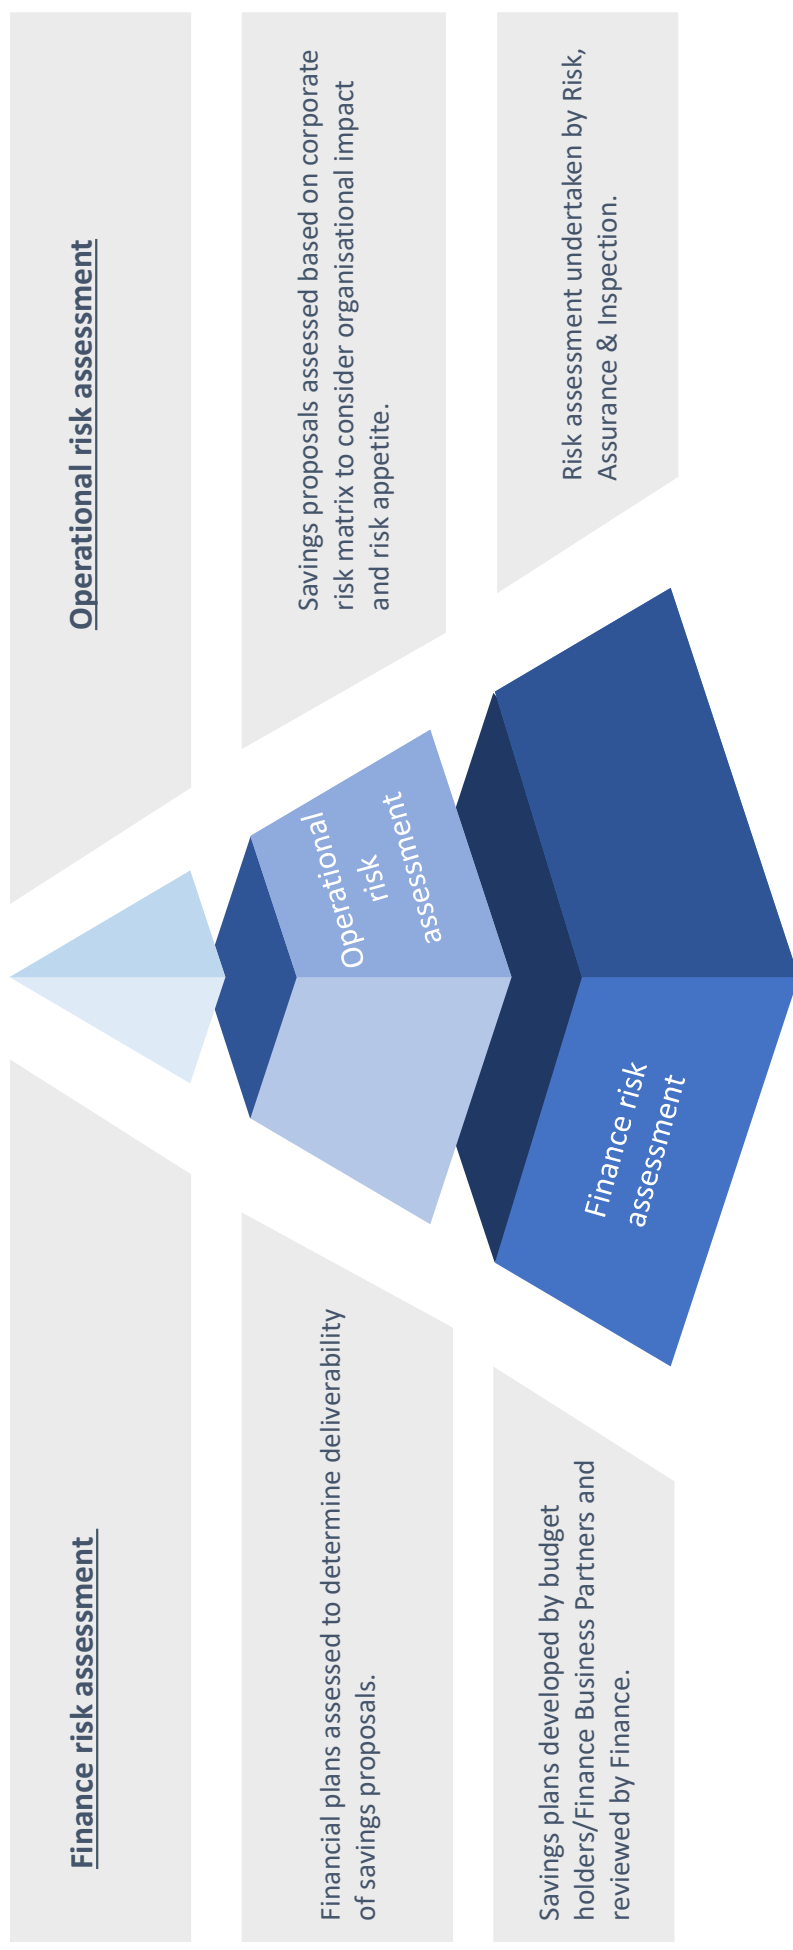 Finance risk assessment
Financial plans assessed to determine deliverability
of savings proposals.
Savings plans developed by budget
holders/Finance Business Partners and
reviewed by Finance.
Operational
risk
assessment
Finance risk
assessment
Operational risk assessment
Savings proposals assessed based on corporate
risk matrix to consider organisational impact
and risk appetite.
Risk assessment undertaken by Risk,
Assurance & Inspection.